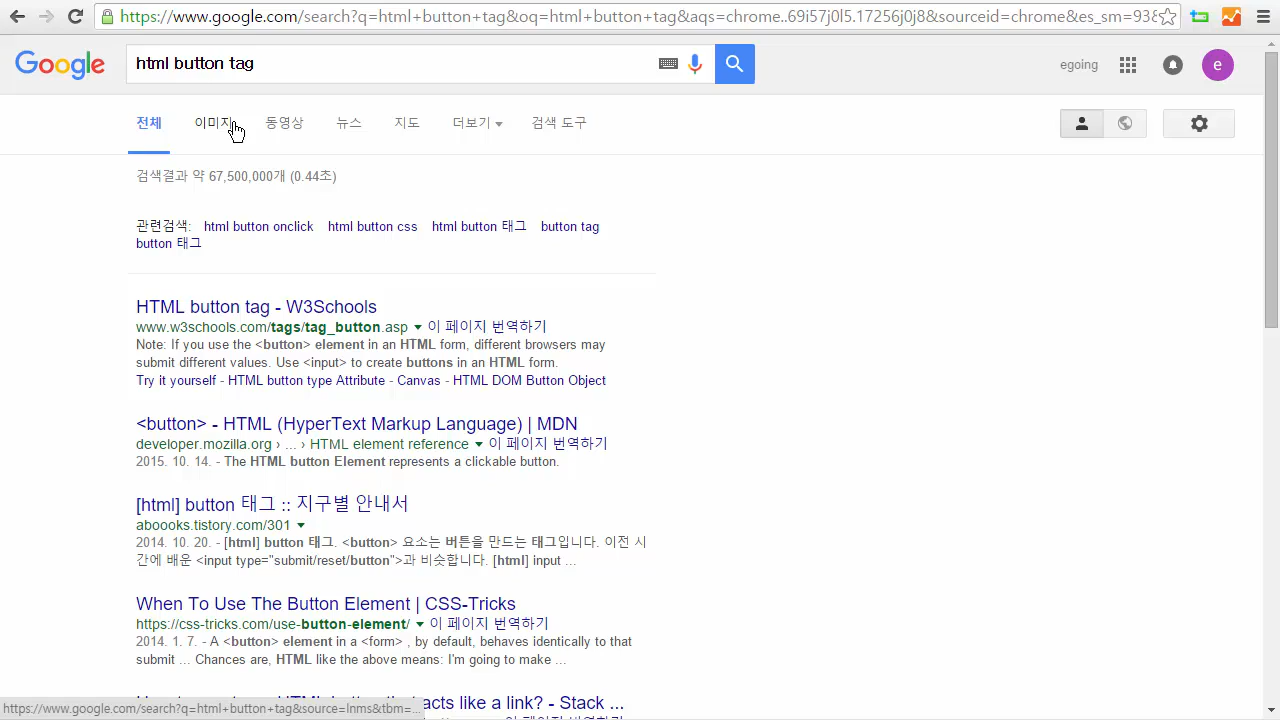 https://www.google.com/search?q=html+button+tag&oq=html+button+tag&aqs=chrome..69i57j0l5.17256j0j8&sourceid=chrome&es_sm=93&
Google
html button tag
egoing
e
전체 이미지 동영상 뉴스 지도 더보기 검색 도구
검색결과 약 67,500,000개 (0.44초)
관련검색: html button onclick html button css html button 태그 button tag
button 태그
HTML button tag - W3Schools
www.w3schools.com/tags/tag_button.asp 이 페이지 번역하기
Note: If you use the <button> element in an HTML form, different browsers may
submit different values. Use <input> to create buttons in an HTML form.
Try it yourself - HTML button type Attribute - Canvas - HTML DOM Button Object
<button> - HTML (HyperText Markup Language) | MDN
developer.mozilla.org › ... › HTML element reference 이 페이지 번역하기
2015. 10. 14. - The HTML button Element represents a clickable button.
[html] button 태그 :: 지구별 안내서
aboooks.tistory.com/301
2014. 10. 20. - [html] button 태그. <button> 요소는 버튼을 만드는 태그입니다. 이전 시
간에 배운 <input type="submit/reset/button">과 비슷합니다. [html] input ...
When To Use The Button Element | CSS-Tricks
https://css-tricks.com/use-button-element/ 이 페이지 번역하기
2014. 1. 7. - A <button> element in a <form> , by default, behaves identically to that
submit ... Chances are, HTML like the above means: I'm going to make ...
acts like a link? - Stack ...
이 페이지 번역하기
https://www.google.com/search?q=html+button+tag&source=lnms&tbm=...